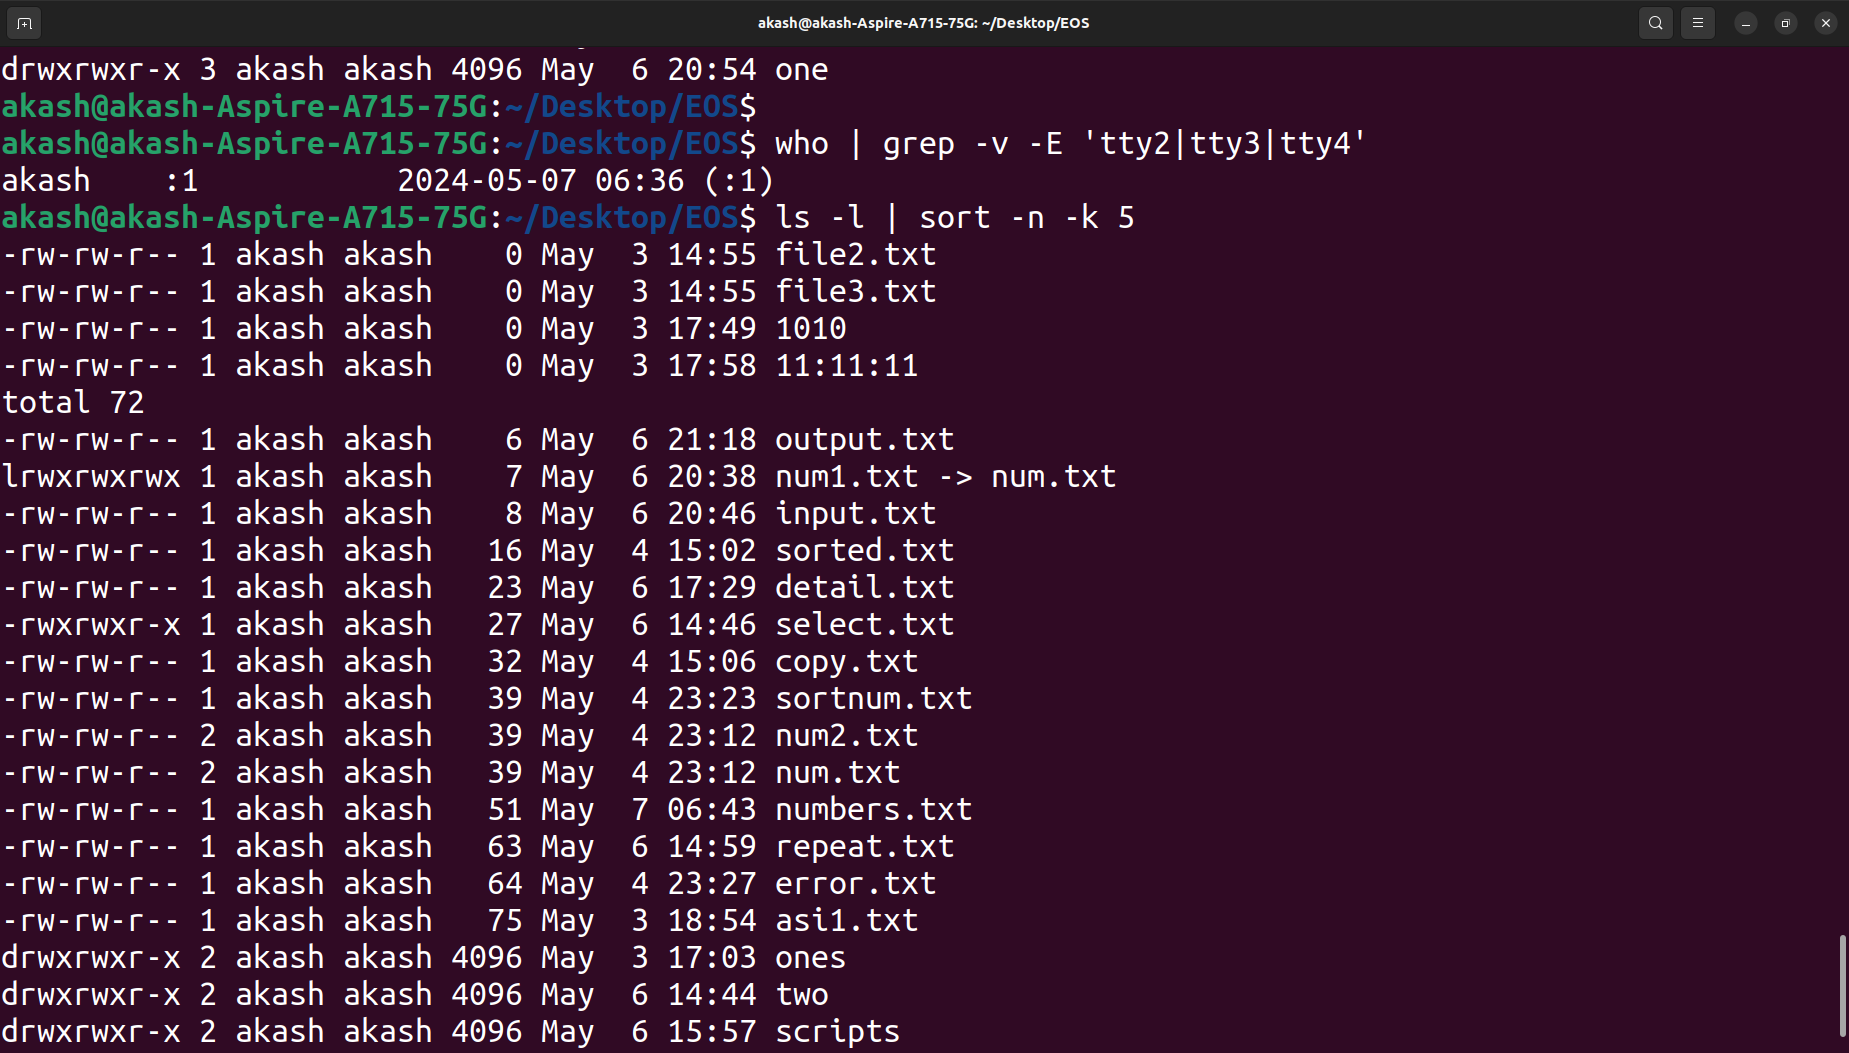 akash@akash-Aspire-A715-75G: ~/Desktop/EOS
drwxrwxr-x 3 akash akash 4096 May  6 20:54 one
akash@akash-Aspire-A715-75G:~/Desktop/EOS$
akash@akash-Aspire-A715-75G:~/Desktop/EOS$ who | grep -v -E 'tty2|tty3|tty4'
akash    :1           2024-05-07 06:36 (:1)
akash@akash-Aspire-A715-75G:~/Desktop/EOS$ ls -l | sort -n -k 5
-rw-rw-r-- 1 akash akash    0 May  3 14:55 file2.txt
-rw-rw-r-- 1 akash akash    0 May  3 14:55 file3.txt
-rw-rw-r-- 1 akash akash    0 May  3 17:49 1010
-rw-rw-r-- 1 akash akash    0 May  3 17:58 11:11:11
total 72
-rw-rw-r-- 1 akash akash    6 May  6 21:18 output.txt
lrwxrwxrwx 1 akash akash    7 May  6 20:38 num1.txt -> num.txt
-rw-rw-r-- 1 akash akash    8 May  6 20:46 input.txt
-rw-rw-r-- 1 akash akash   16 May  4 15:02 sorted.txt
-rw-rw-r-- 1 akash akash   23 May  6 17:29 detail.txt
-rwxrwxr-x 1 akash akash   27 May  6 14:46 select.txt
-rw-rw-r-- 1 akash akash   32 May  4 15:06 copy.txt
-rw-rw-r-- 1 akash akash   39 May  4 23:23 sortnum.txt
-rw-rw-r-- 2 akash akash   39 May  4 23:12 num2.txt
-rw-rw-r-- 2 akash akash   39 May  4 23:12 num.txt
-rw-rw-r-- 1 akash akash   51 May  7 06:43 numbers.txt
-rw-rw-r-- 1 akash akash   63 May  6 14:59 repeat.txt
-rw-rw-r-- 1 akash akash   64 May  4 23:27 error.txt
-rw-rw-r-- 1 akash akash   75 May  3 18:54 asi1.txt
drwxrwxr-x 2 akash akash 4096 May  3 17:03 ones
drwxrwxr-x 2 akash akash 4096 May  6 14:44 two
drwxrwxr-x 2 akash akash 4096 May  6 15:57 scripts